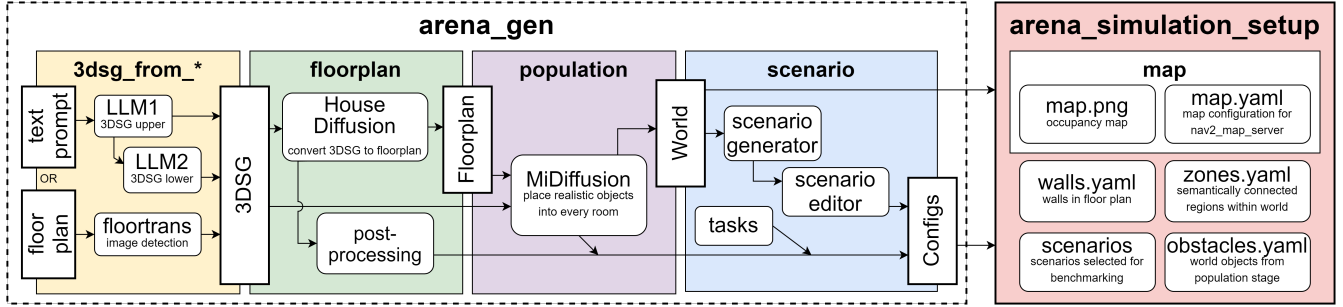 arena_gen
3dsg_from_*
text
prompt
OR
floor
plan
LLM1
3DSG upper
LLM2
3DSG lower
floortrans
image detection
3DSG
floorplan
House
Diffusion
convert 3DSG to floorplan
post-
processing
Floorplan
population
MiDiffusion
place realistic objects
into every room
World
scenario
scenario
generator
scenario
editor
tasks
Configs
arena_simulation_setup
map
map.png
occupancy map
map.yaml
map configuration for
nav2_map_server
walls.yaml
walls in floor plan
zones.yaml
semantically connected
regions within world
scenarios
scenarios selected for
benchmarking
obstacles.yaml
world objects from
population stage